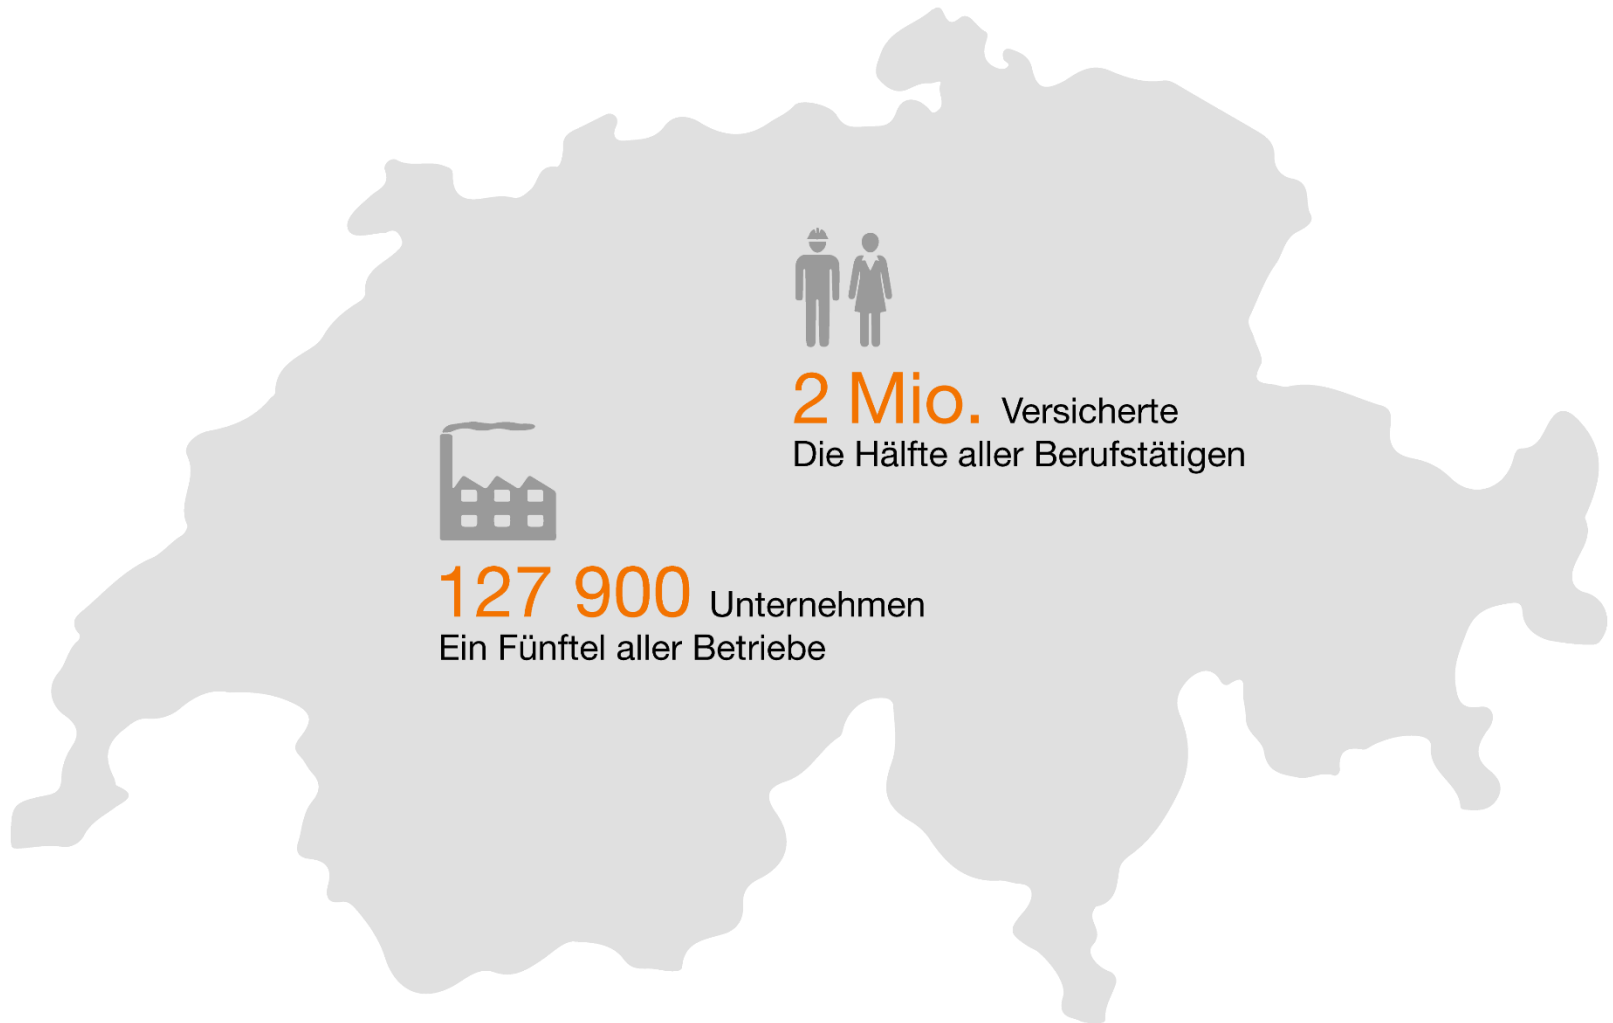 2 Mio. Versicherte
Die Hälfte aller Berufstätigen
127 900 Unternehmen
Ein Fünftel aller Betriebe